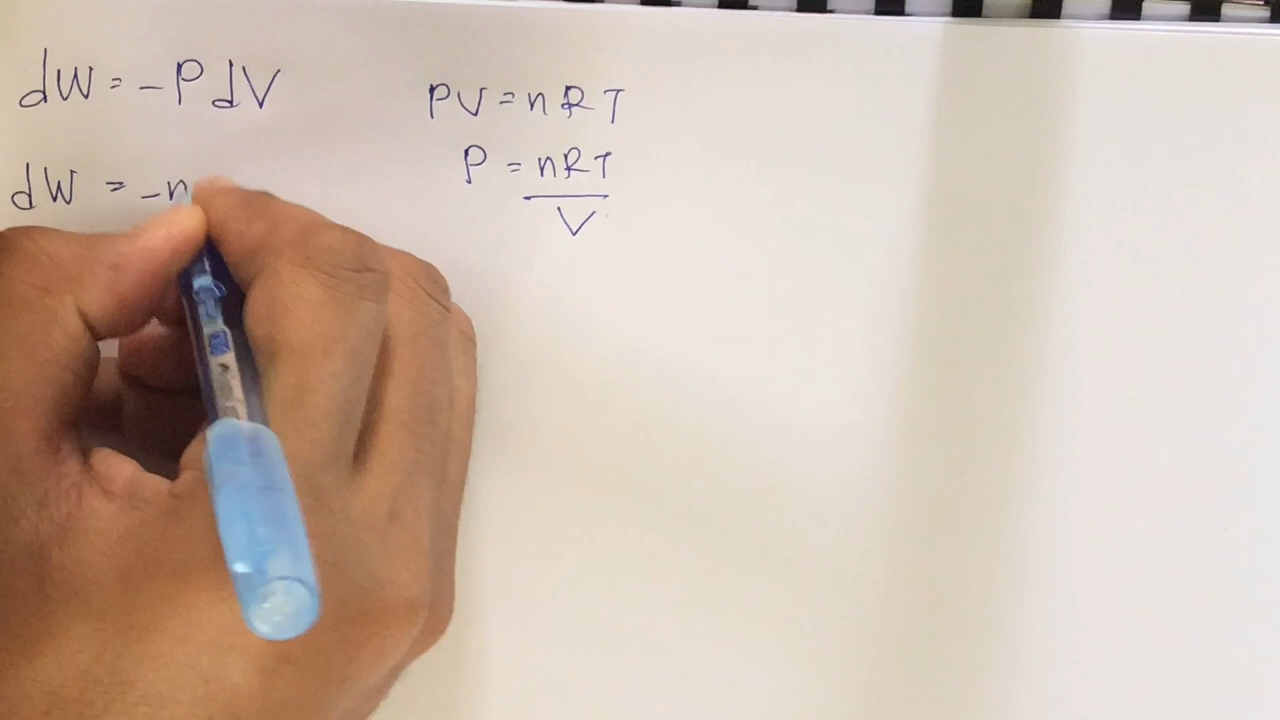 dW = -PdV
PV = nRT
P = nRT
V
dW = -n